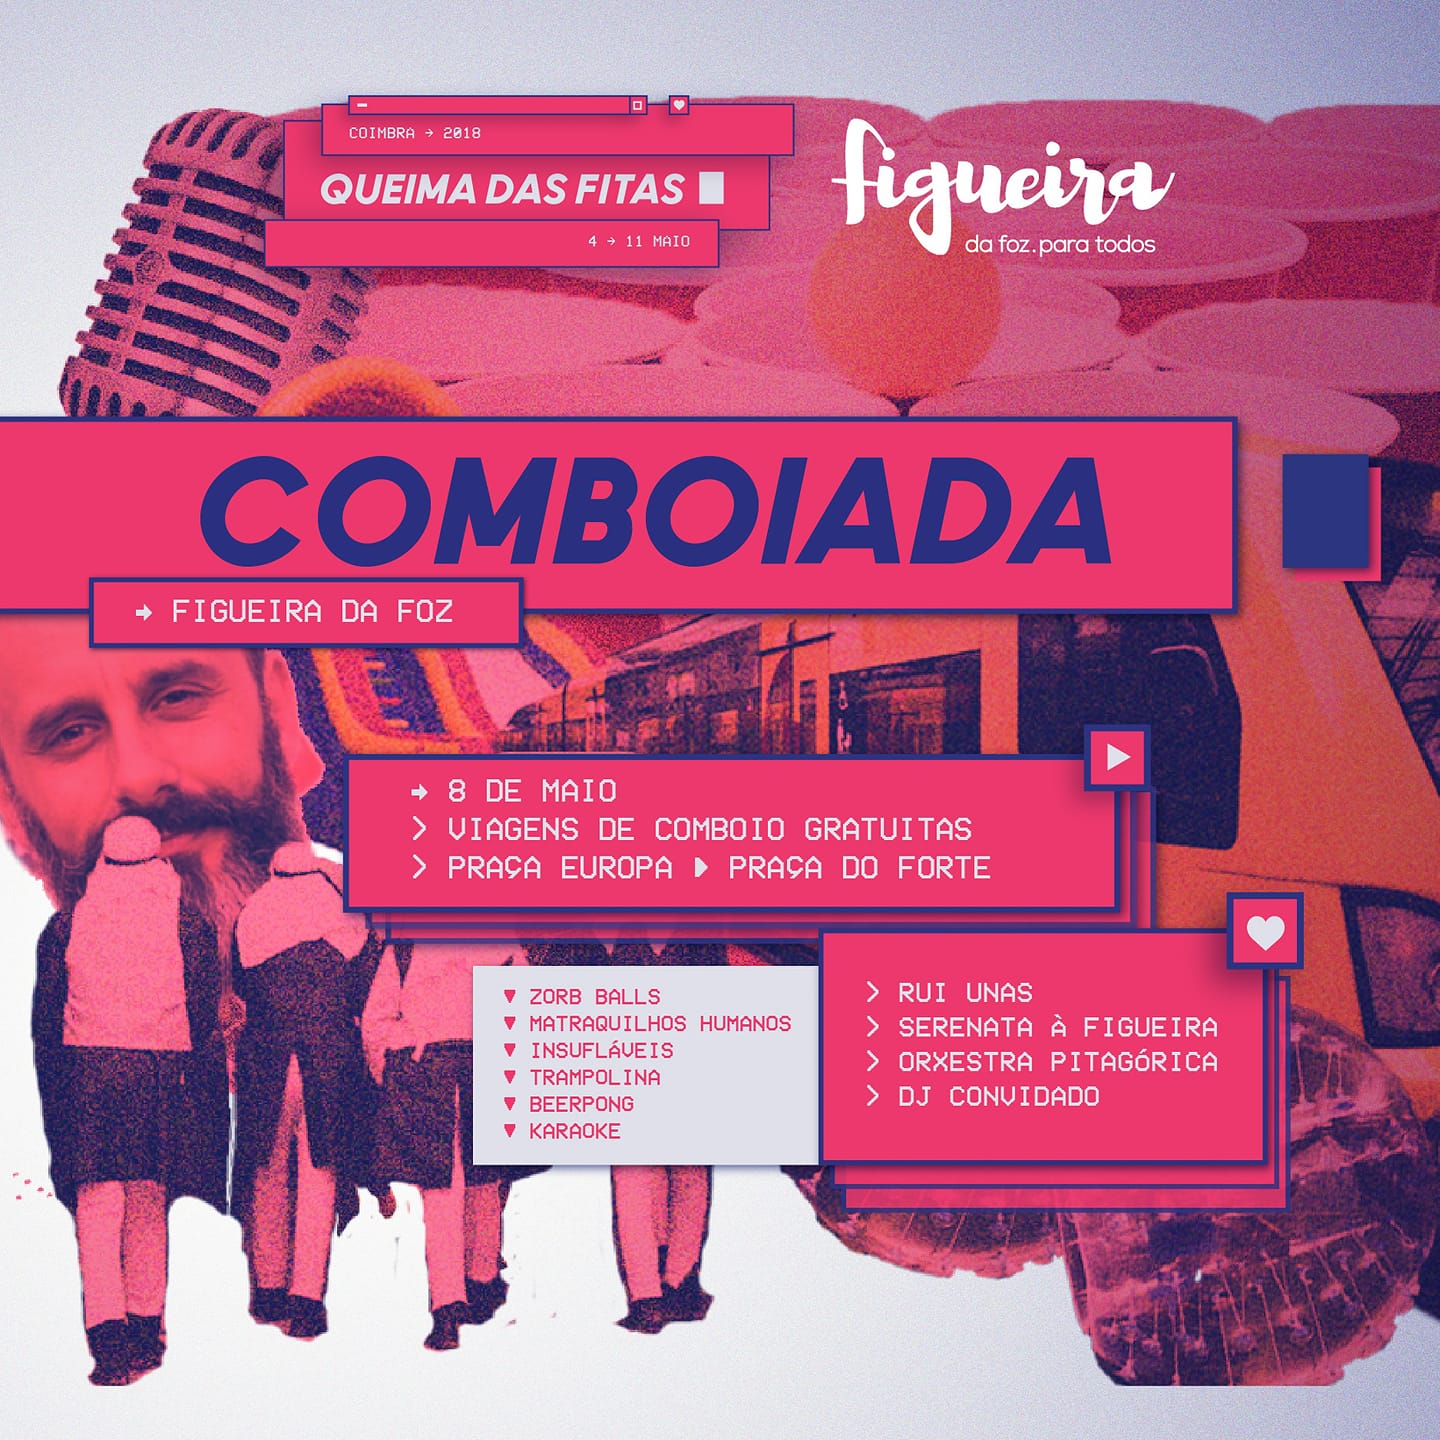 COIMBRA → 2018
QUEIMA DAS FITAS
4 → 11 MAIO
figueira
da foz.para todos
COMBOIADA
→ FIGUEIRA DA FOZ
→ 8 DE MAIO
> VIAGENS DE COMBOIO GRATUITAS
> PRAÇA EUROPA ▶ PRAÇA DO FORTE
▼ ZORB BALLS
▼ MATRAQUILHOS HUMANOS
▼ INSUFLÁVEIS
▼ TRAMPOLINA
▼ BEERPONG
▼ KARAOKE
> RUI UNAS
> SERENATA À FIGUEIRA
> ORXESTRA PITAGÓRICA
> DJ CONVIDADO